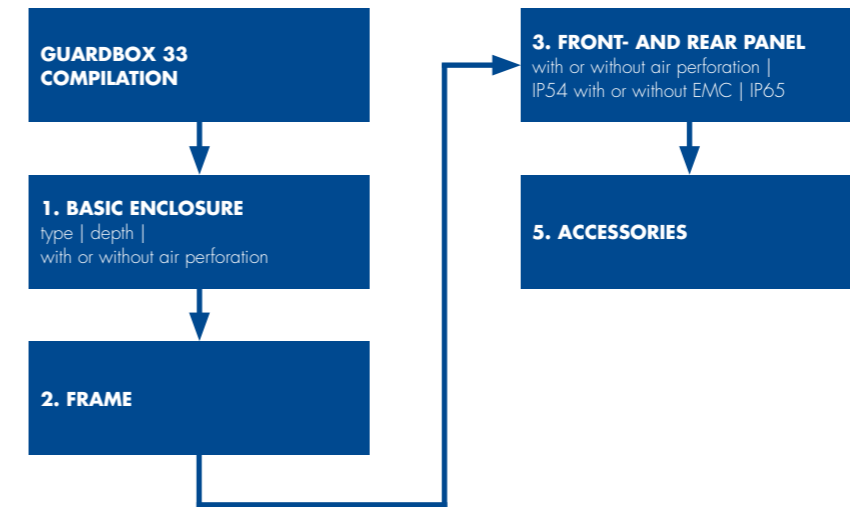 GUARDBOX 33
COMPILATION
1. BASIC ENCLOSURE
type | depth |
with or without air perforation
2. FRAME
3. FRONT- AND REAR PANEL
with or without air perforation |
IP54 with or without EMC | IP65
5. ACCESSORIES